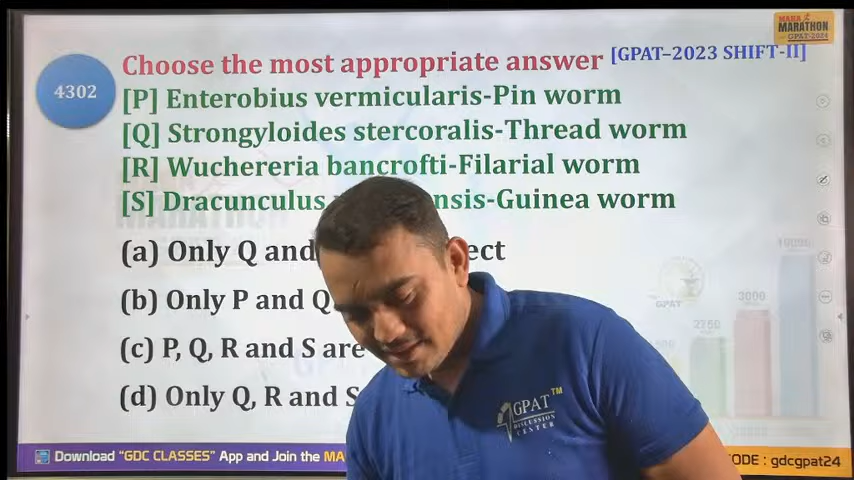 MAHA
MARATHON
GPAT-2024
4302
Choose the most appropriate answer [GPAT–2023 SHIFT-II]
[P] Enterobius vermicularis-Pin worm
[Q] Strongyloides stercoralis-Thread worm
[R] Wuchereria bancrofti-Filarial worm
[S] Dracunculus nsis-Guinea worm
(a) Only Q and ect
(b) Only P and Q
(c) P, Q, R and S are
(d) Only Q, R and S
10000
3000
2750
GPAT
MARATHON
GPAT TM
DISCUSSION
CENTER
Download "GDC CLASSES" App and Join the MA ODE : gdcgpat24